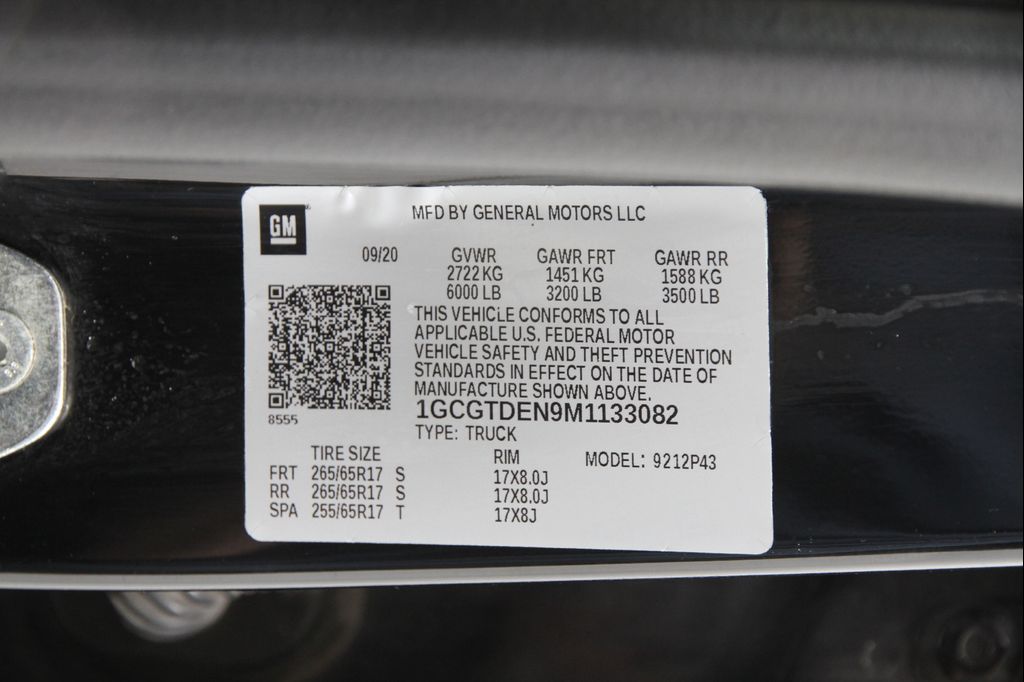 GM
MFD BY GENERAL MOTORS LLC
09/20 GVWR GAWR FRT GAWR RR
2722 KG 1451 KG 1588 KG
6000 LB 3200 LB 3500 LB
THIS VEHICLE CONFORMS TO ALL
APPLICABLE U.S. FEDERAL MOTOR
VEHICLE SAFETY AND THEFT PREVENTION
STANDARDS IN EFFECT ON THE DATE OF
MANUFACTURE SHOWN ABOVE.
8555
1GCGTDEN9M1133082
TYPE: TRUCK
TIRE SIZE RIM MODEL: 9212P43
FRT 265/65R17 S 17X8.0J
RR 265/65R17 S 17X8.0J
SPA 255/65R17 T 17X8J